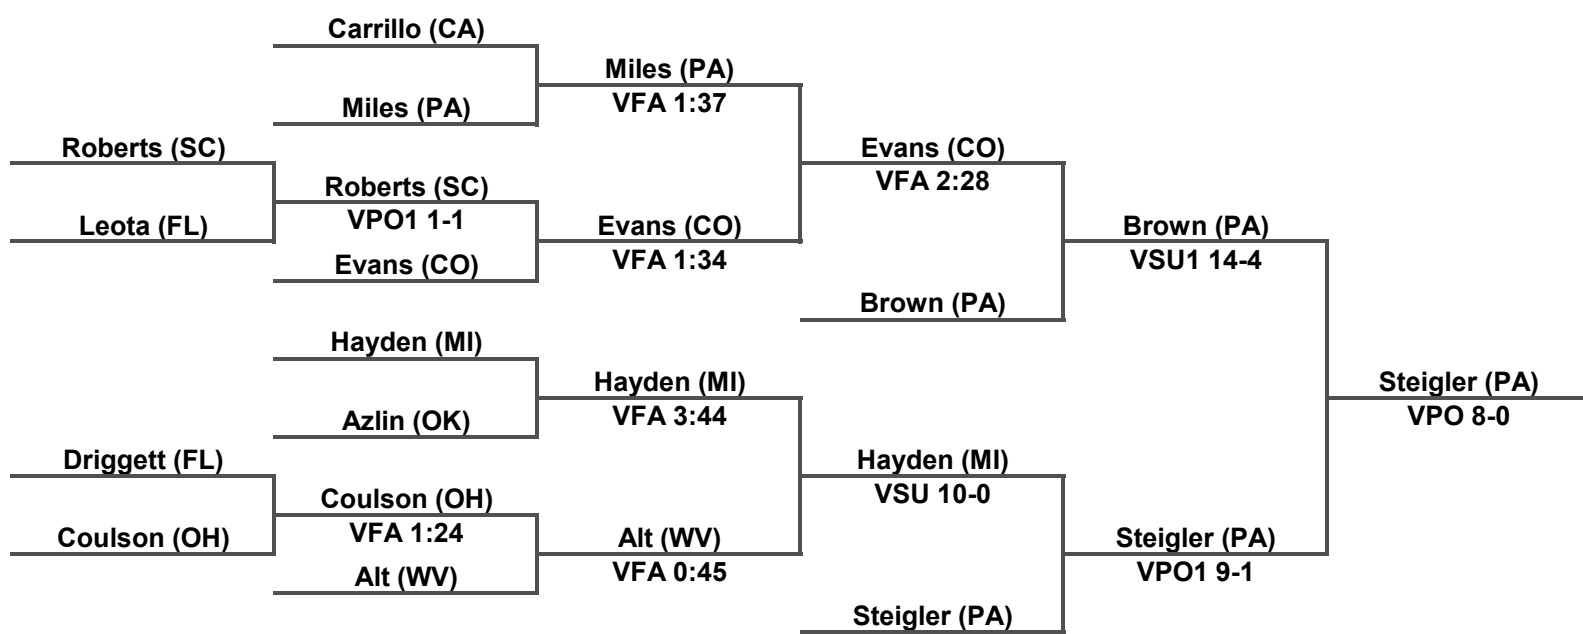 Carrillo (CA)
Miles (PA)
Miles (PA)
VFA 1:37
Roberts (SC)
Evans (CO)
VFA 2:28
Roberts (SC)
VPO1 1-1
Leota (FL)
Evans (CO)
VFA 1:34
Brown (PA)
VSU1 14-4
Evans (CO)
Brown (PA)
Hayden (MI)
Hayden (MI)
VFA 3:44
Steigler (PA)
VPO 8-0
Azlin (OK)
Driggett (FL)
Hayden (MI)
VSU 10-0
Coulson (OH)
VFA 1:24
Coulson (OH)
Alt (WV)
VFA 0:45
Steigler (PA)
VPO1 9-1
Alt (WV)
Steigler (PA)